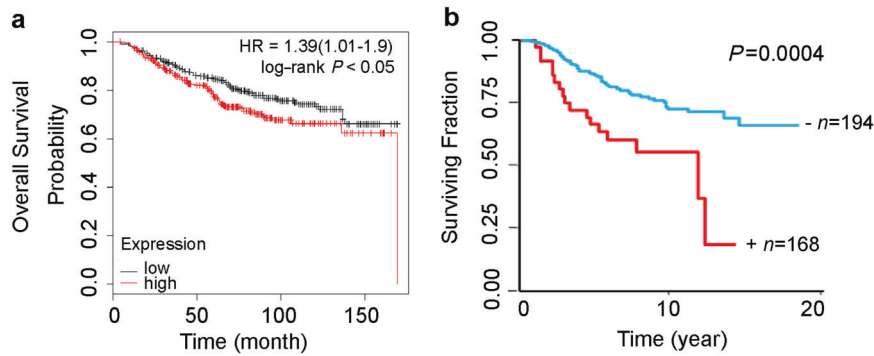 a
HR = 1.39(1.01-1.9)
log-rank P < 0.05
Overall Survival
Probability
1.0
0.8
0.6
0.4
0.2
0.0
Expression
low
high
0
50
100
150
Time (month)
b
P=0.0004
Surviving Fraction
1.00
0.75
0.50
0.25
0.00
- n=194
+ n=168
0
10
20
Time (year)